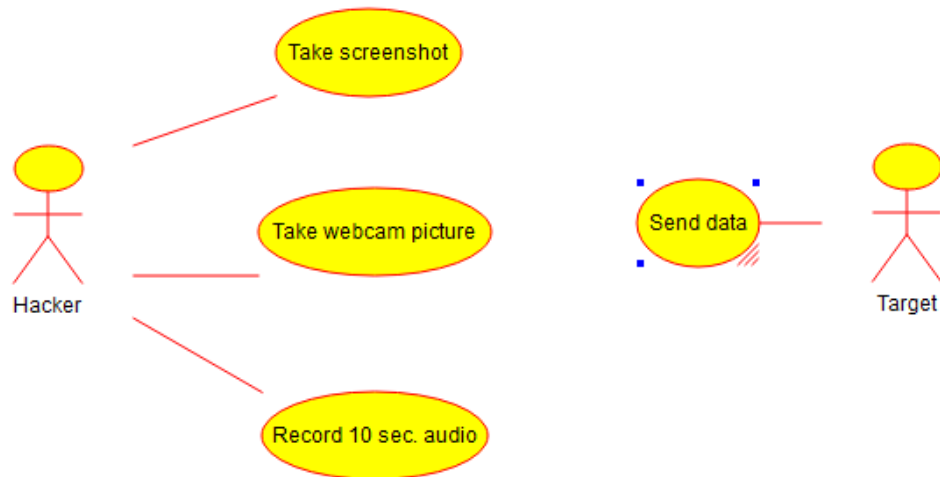 Take screenshot
Take webcam picture
Send data
Hacker
Target
Record 10 sec. audio